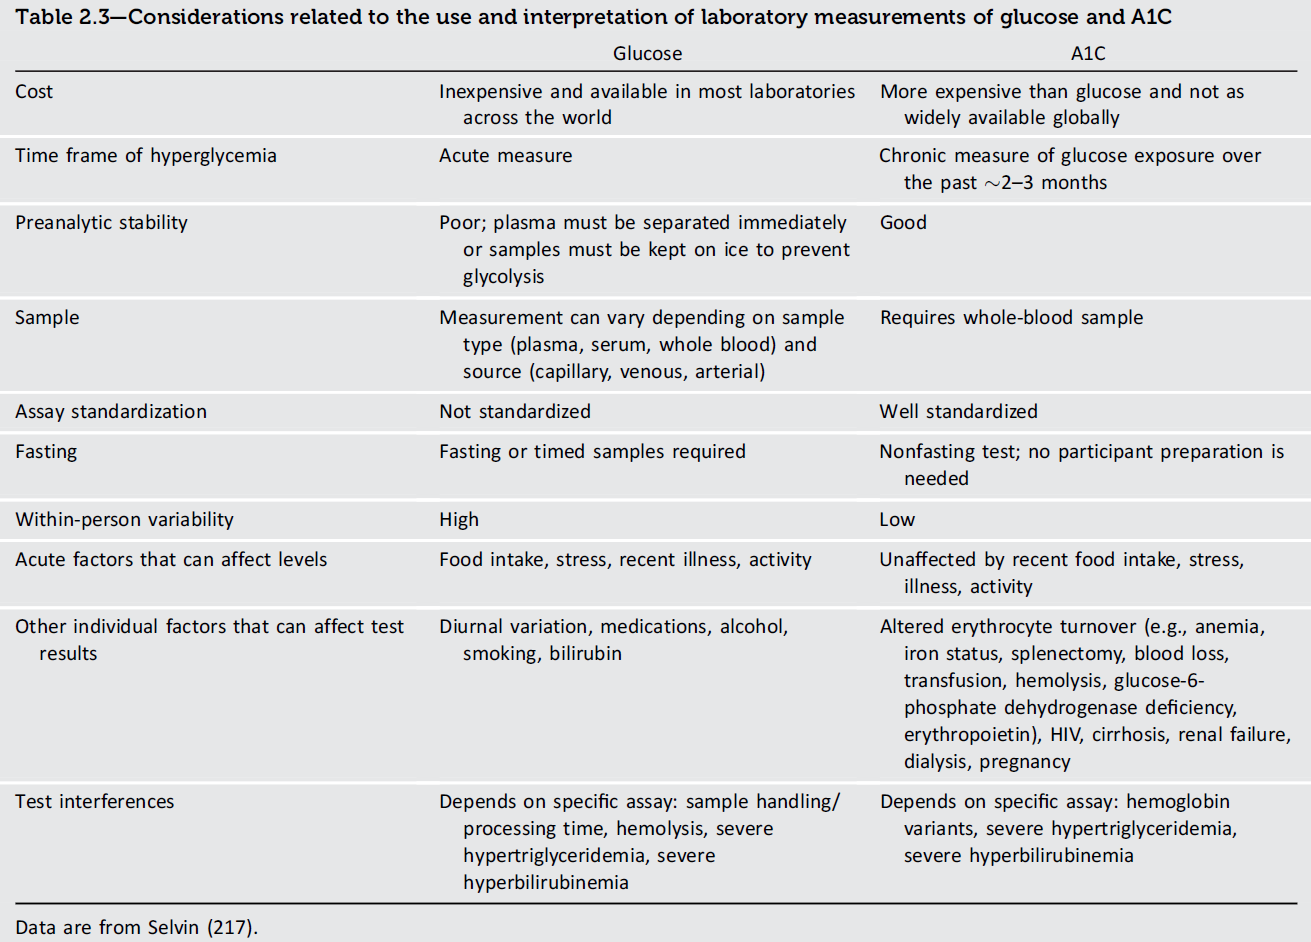 Table 2.3—Considerations related to the use and interpretation of laboratory measurements of glucose and A1C
Glucose A1C
Cost Inexpensive and available in most laboratories More expensive than glucose and not as
across the world widely available globally
Time frame of hyperglycemia Acute measure Chronic measure of glucose exposure over
the past ∼2–3 months
Preanalytic stability Poor; plasma must be separated immediately Good
or samples must be kept on ice to prevent
glycolysis
Sample Measurement can vary depending on sample Requires whole-blood sample
type (plasma, serum, whole blood) and
source (capillary, venous, arterial)
Assay standardization Not standardized Well standardized
Fasting Fasting or timed samples required Nonfasting test; no participant preparation is
needed
Within-person variability High Low
Acute factors that can affect levels Food intake, stress, recent illness, activity Unaffected by recent food intake, stress,
illness, activity
Other individual factors that can affect test Diurnal variation, medications, alcohol, Altered erythrocyte turnover (e.g., anemia,
results smoking, bilirubin iron status, splenectomy, blood loss,
transfusion, hemolysis, glucose-6-
phosphate dehydrogenase deficiency,
erythropoietin), HIV, cirrhosis, renal failure,
dialysis, pregnancy
Test interferences Depends on specific assay: sample handling/ Depends on specific assay: hemoglobin
processing time, hemolysis, severe variants, severe hypertriglyceridemia,
hypertriglyceridemia, severe severe hyperbilirubinemia
hyperbilirubinemia
Data are from Selvin (217).